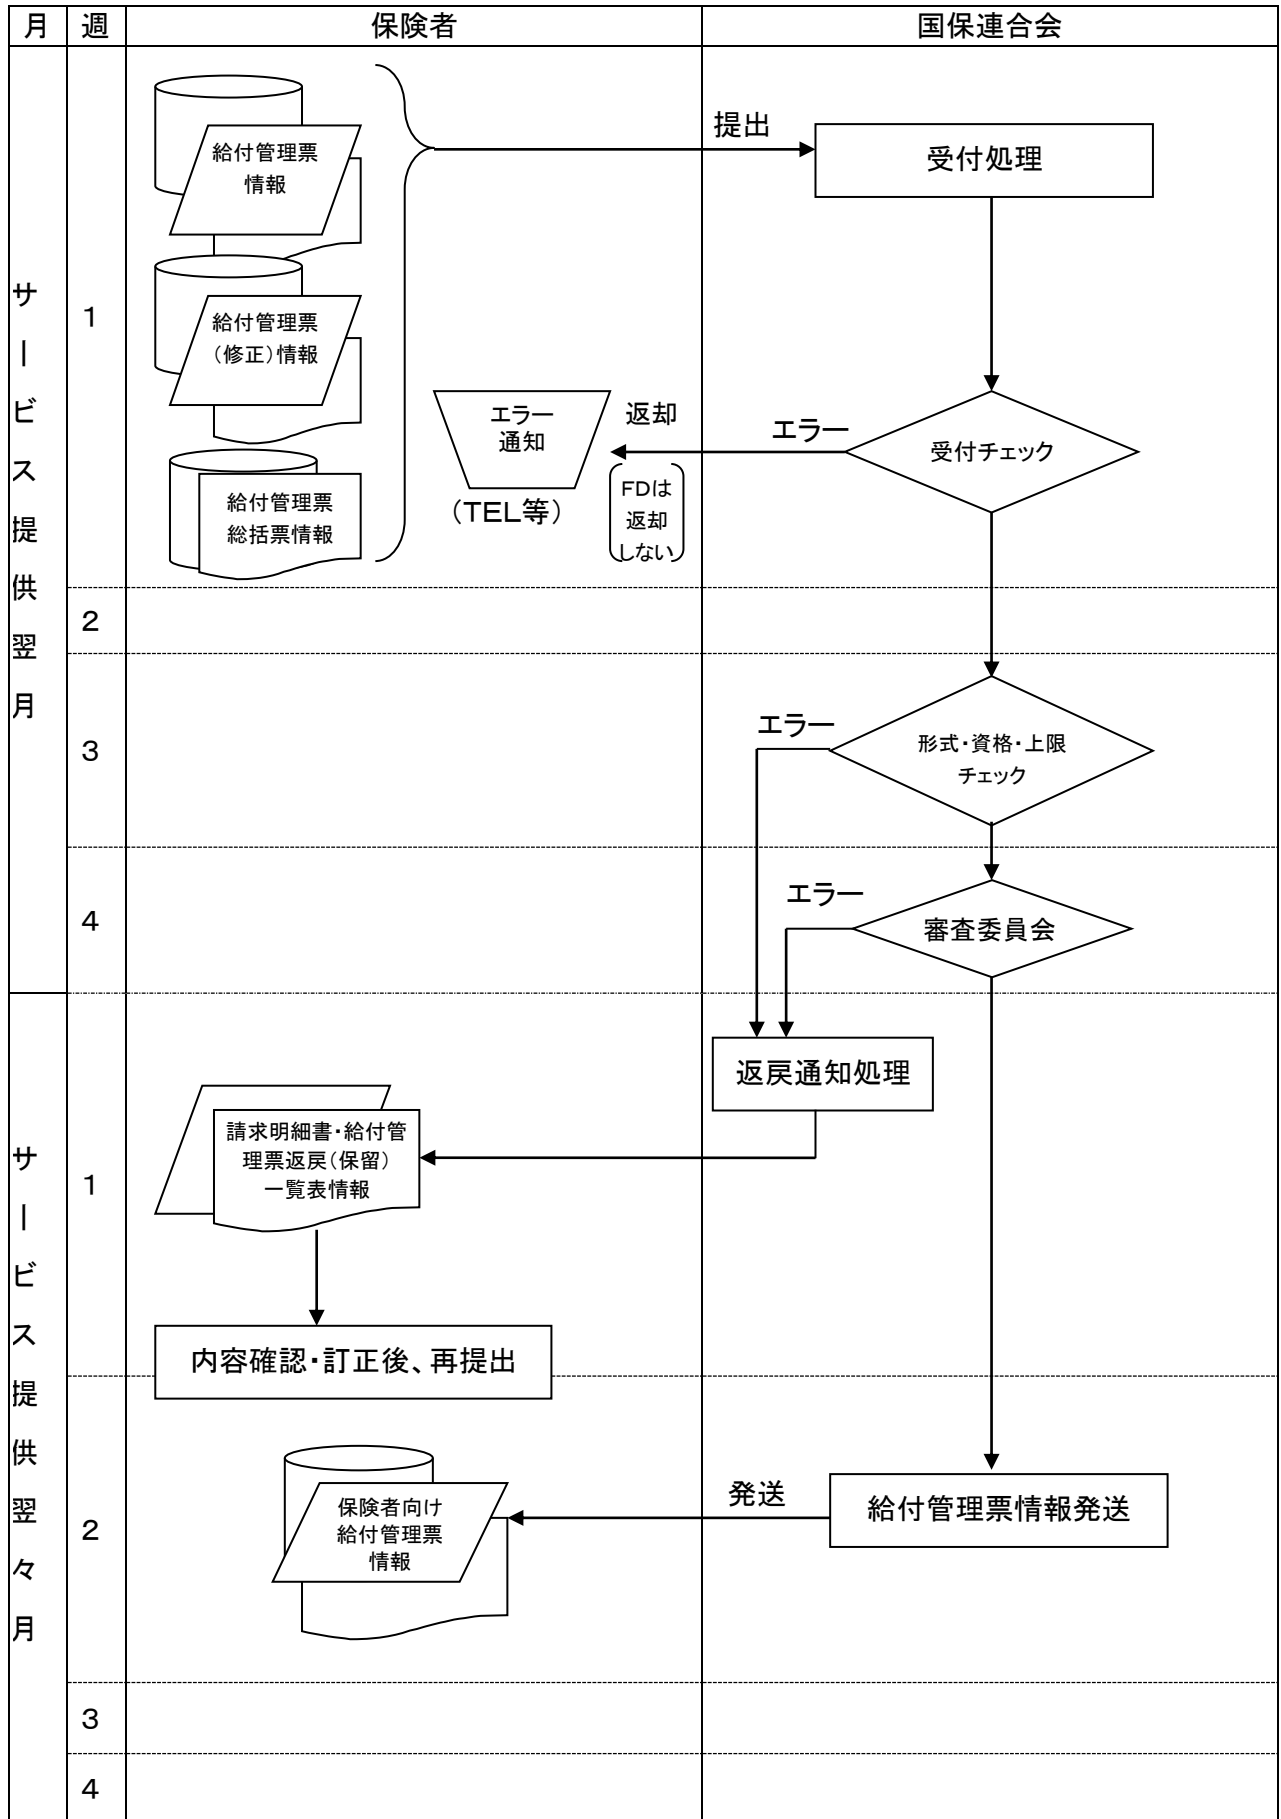 月
週
保険者
国保連合会
サービス提供翌月
1
給付管理票
情報
給付管理票
(修正)情報
給付管理票
総括票情報
提出
受付処理
受付チェック
エラー
返却
エラー
通知
(TEL等)
FDは
返却
しない
2
3
エラー
形式・資格・上限
チェック
4
エラー
審査委員会
サービス提供翌々月
1
返戻通知処理
請求明細書・給付管
理票返戻(保留)
一覧表情報
内容確認・訂正後、再提出
2
給付管理票情報発送
発送
保険者向け
給付管理票
情報
3
4